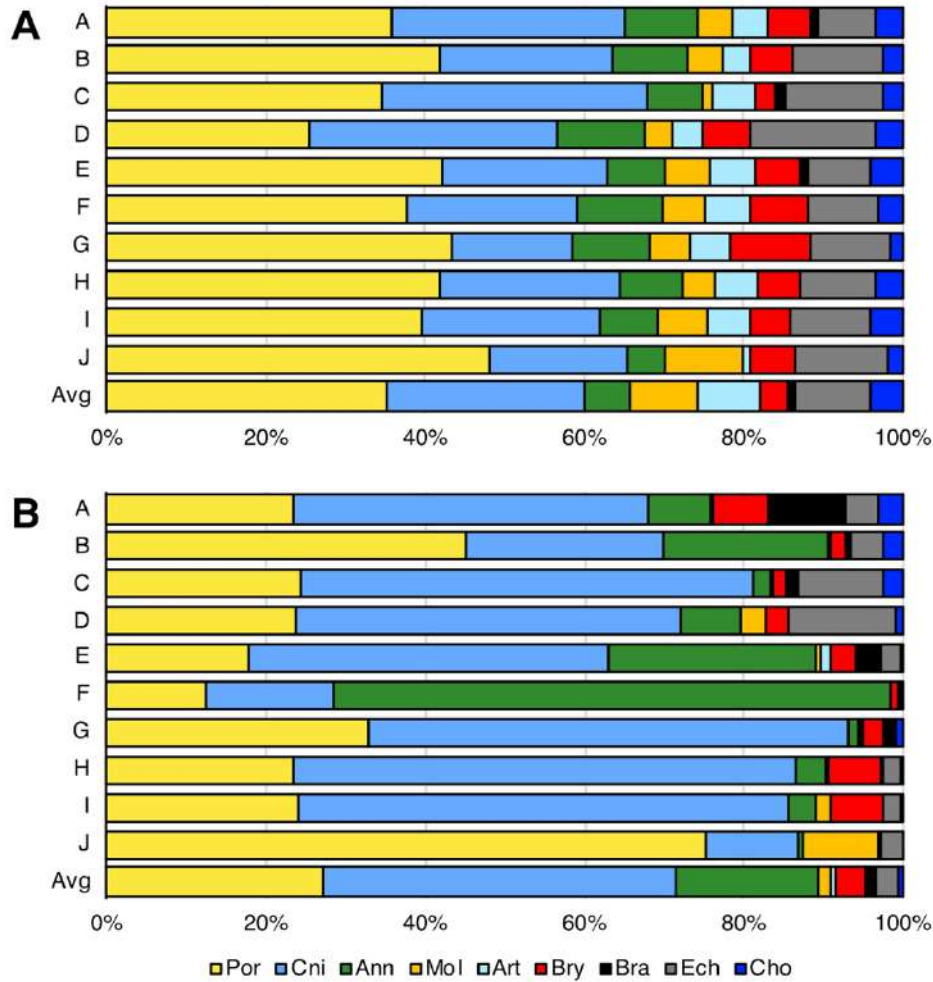 A
A
B
C
D
E
F
G
H
I
J
Avg
0% 20% 40% 60% 80% 100%
B
A
B
C
D
E
F
G
H
I
J
Avg
0% 20% 40% 60% 80% 100%
Por Cni Ann Mol Art Bry Bra Ech Cho